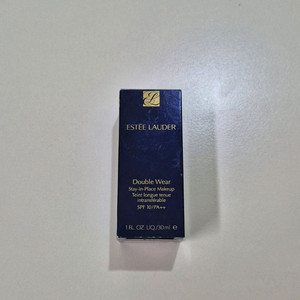 ESTĒE LAUDER
Double Wear
Stay-in-Place Makeup
Teint longue tenue
intransférable
SPF 10/PA++
1 FL. OZ. LIQ./30ml e